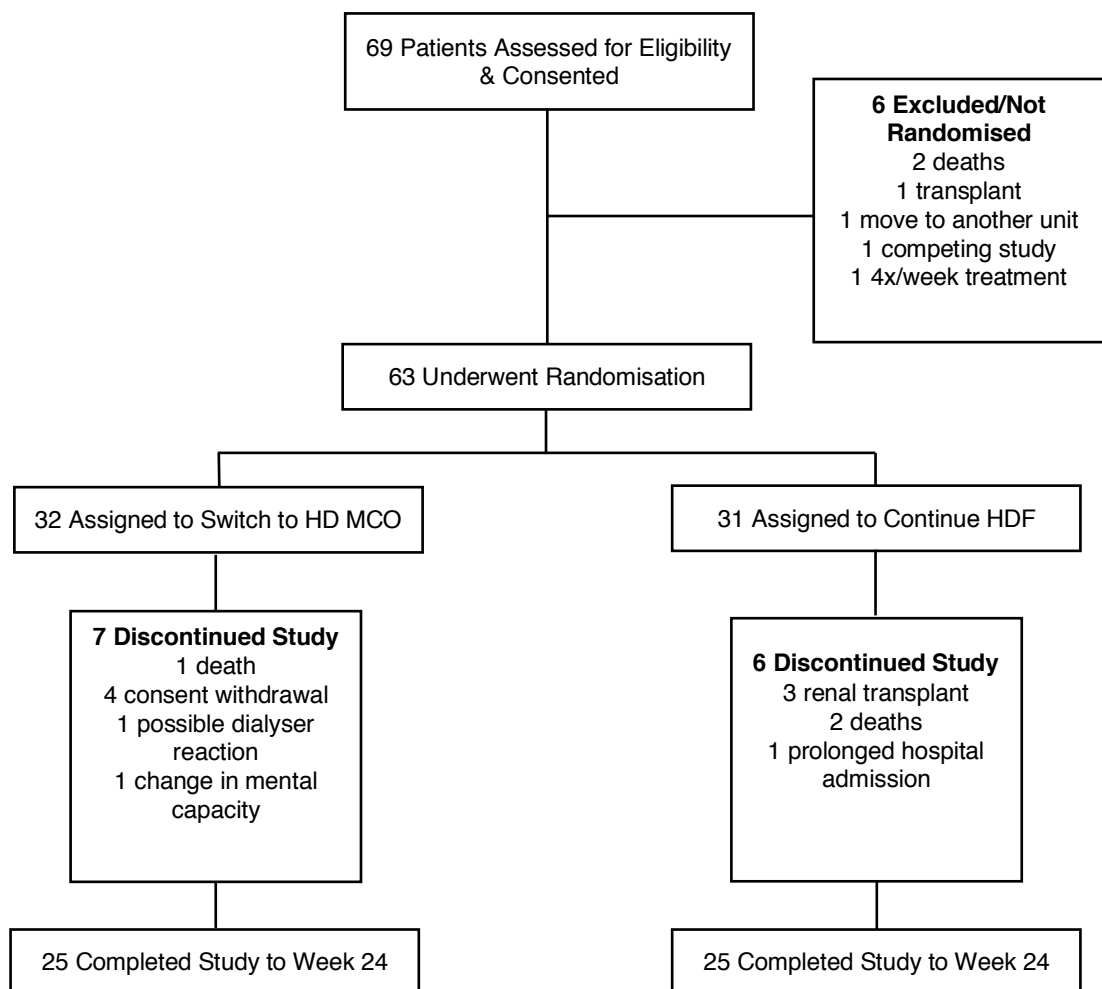 69 Patients Assessed for Eligibility
& Consented
6 Excluded/Not
Randomised
2 deaths
1 transplant
1 move to another unit
1 competing study
1 4x/week treatment
63 Underwent Randomisation
32 Assigned to Switch to HD MCO
31 Assigned to Continue HDF
7 Discontinued Study
1 death
4 consent withdrawal
1 possible dialyser
reaction
1 change in mental
capacity
6 Discontinued Study
3 renal transplant
2 deaths
1 prolonged hospital
admission
25 Completed Study to Week 24
25 Completed Study to Week 24